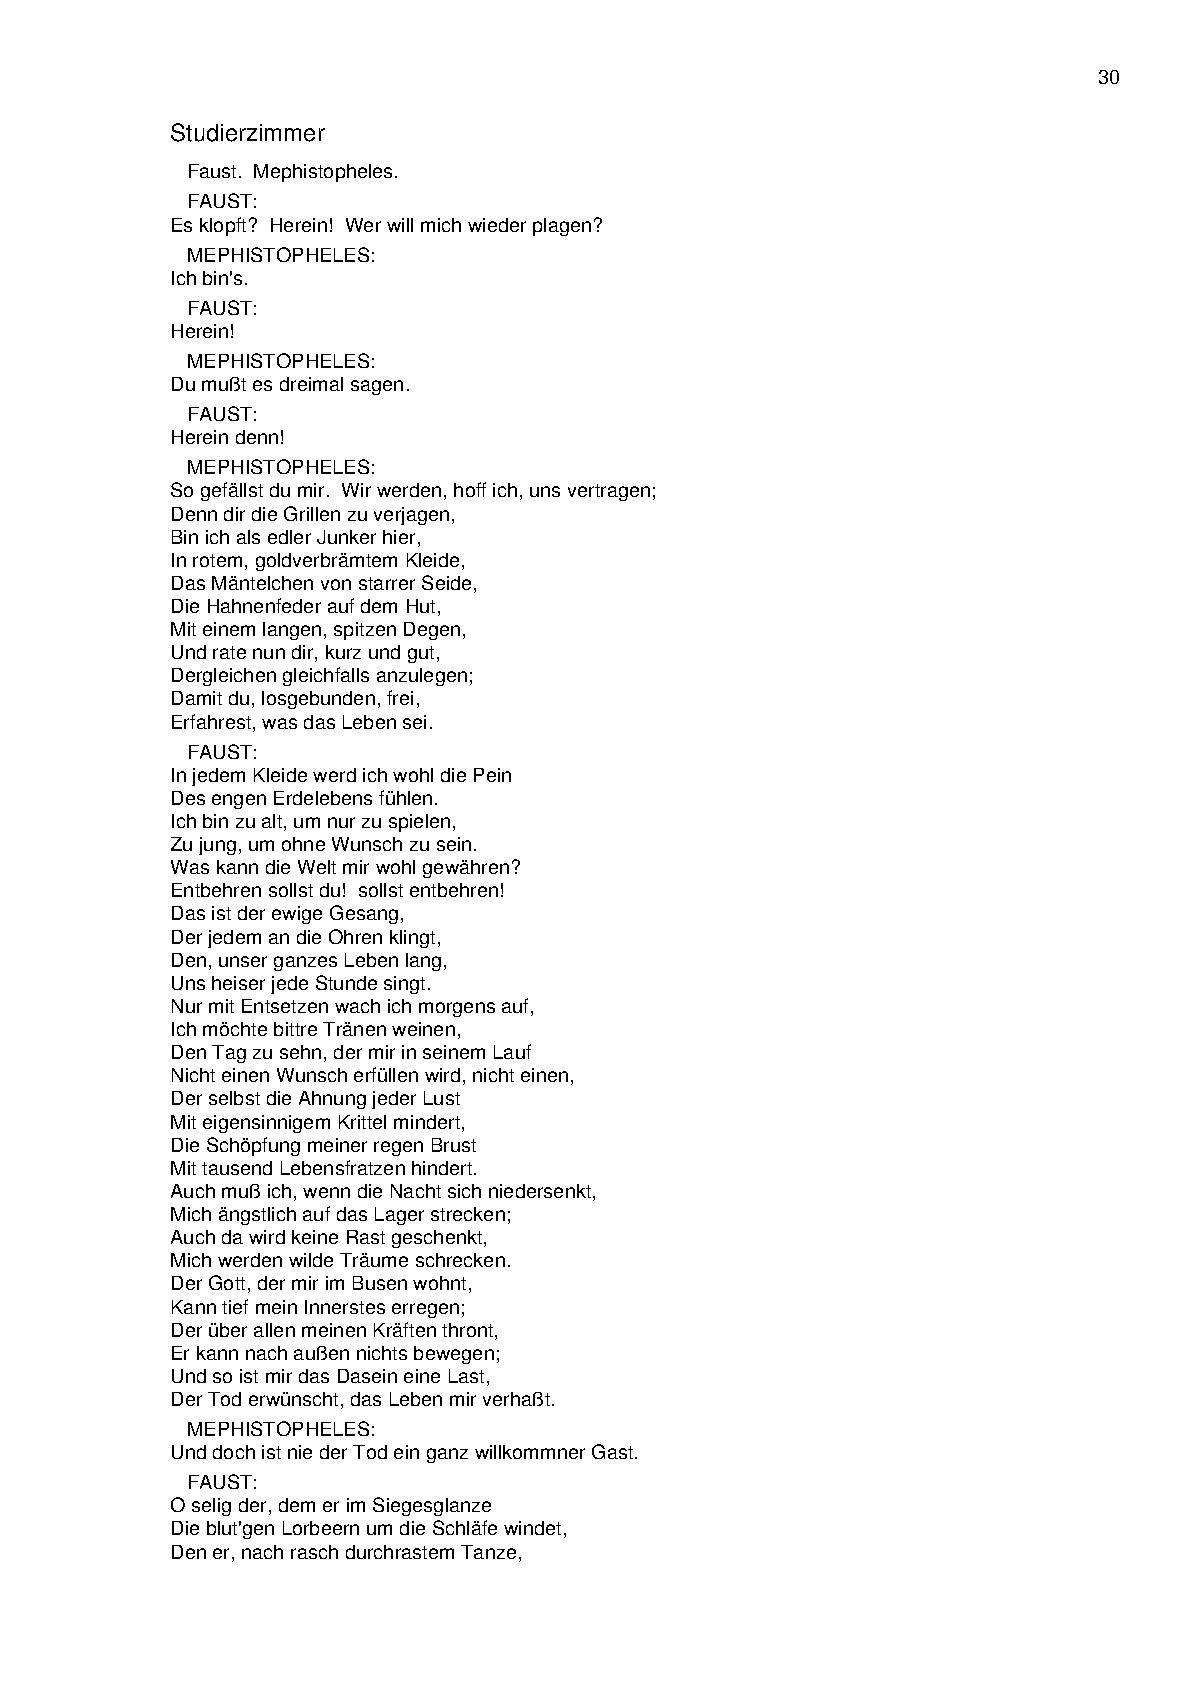 30
Studierzimmer
Faust. Mephistopheles.
FAUST:
Es klopft? Herein! Wer will mich wieder plagen?
MEPHISTOPHELES:
Ich bin's.
FAUST:
Herein!
MEPHISTOPHELES:
Du mußt es dreimal sagen.
FAUST:
Herein denn!
MEPHISTOPHELES:
So gefällst du mir. Wir werden, hoff ich, uns vertragen;
Denn dir die Grillen zu verjagen,
Bin ich als edler Junker hier,
In rotem, goldverbrämtem Kleide,
Das Mäntelchen von starrer Seide,
Die Hahnenfeder auf dem Hut,
Mit einem langen, spitzen Degen,
Und rate nun dir, kurz und gut,
Dergleichen gleichfalls anzulegen;
Damit du, losgebunden, frei,
Erfahrest, was das Leben sei.
FAUST:
In jedem Kleide werd ich wohl die Pein
Des engen Erdelebens fühlen.
Ich bin zu alt, um nur zu spielen,
Zu jung, um ohne Wunsch zu sein.
Was kann die Welt mir wohl gewähren?
Entbehren sollst du! sollst entbehren!
Das ist der ewige Gesang,
Der jedem an die Ohren klingt,
Den, unser ganzes Leben lang,
Uns heiser jede Stunde singt.
Nur mit Entsetzen wach ich morgens auf,
Ich möchte bittre Tränen weinen,
Den Tag zu sehn, der mir in seinem Lauf
Nicht einen Wunsch erfüllen wird, nicht einen,
Der selbst die Ahnung jeder Lust
Mit eigensinnigem Krittel mindert,
Die Schöpfung meiner regen Brust
Mit tausend Lebensfratzen hindert.
Auch muß ich, wenn die Nacht sich niedersenkt,
Mich ängstlich auf das Lager strecken;
Auch da wird keine Rast geschenkt,
Mich werden wilde Träume schrecken.
Der Gott, der mir im Busen wohnt,
Kann tief mein Innerstes erregen;
Der über allen meinen Kräften thront,
Er kann nach außen nichts bewegen;
Und so ist mir das Dasein eine Last,
Der Tod erwünscht, das Leben mir verhaßt.
MEPHISTOPHELES:
Und doch ist nie der Tod ein ganz willkommner Gast.
FAUST:
O selig der, dem er im Siegesglanze
Die blut'gen Lorbeern um die Schläfe windet,
Den er, nach rasch durchrastem Tanze,